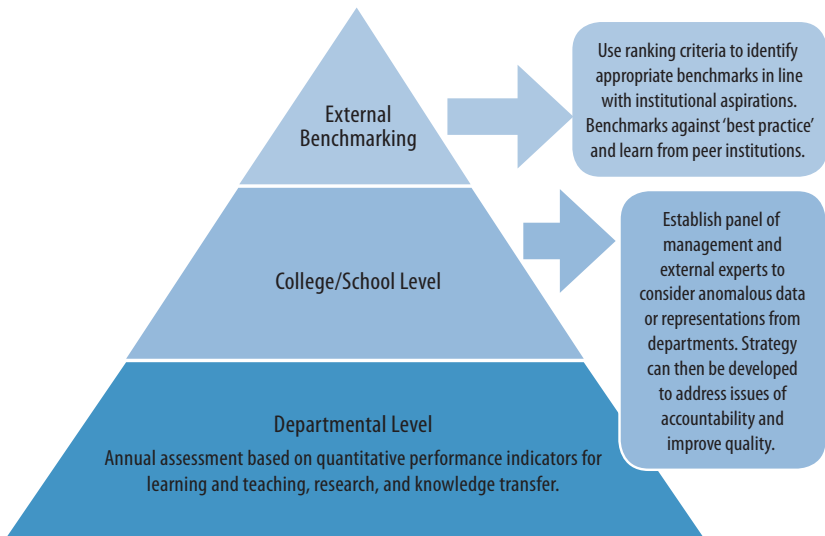 External
Benchmarking
Use ranking criteria to identify
appropriate benchmarks in line
with institutional aspirations.
Benchmarks against ‘best practice’
and learn from peer institutions.
College/School Level
Establish panel of
management and
external experts to
consider anomalous data
or representations from
departments. Strategy
can then be developed
to address issues of
accountability and
improve quality.
Departmental Level
Annual assessment based on quantitative performance indicators for
learning and teaching, research, and knowledge transfer.